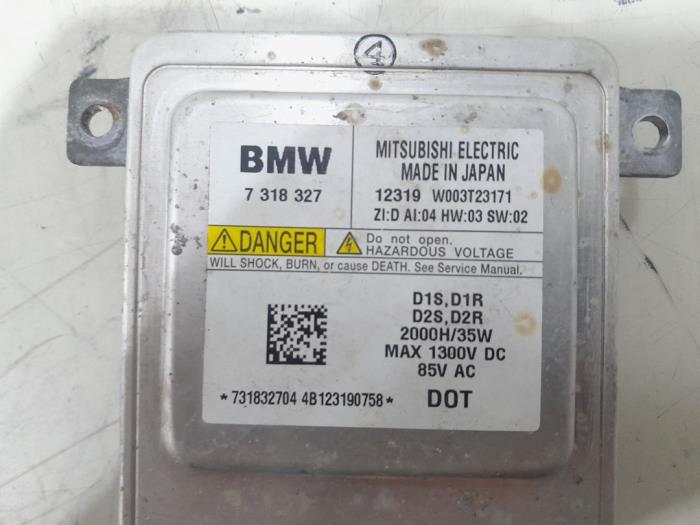 4
BMW
7 318 327
MITSUBISHI ELECTRIC
MADE IN JAPAN
12319 W003T23171
ZI:D AI:04 HW:03 SW:02
DANGER
Do not open.
HAZARDOUS VOLTAGE
WILL SHOCK, BURN, or cause DEATH. See Service Manual.
D1S,D1R
D2S,D2R
2000H/35W
MAX 1300V DC
85V AC
*731832704 4B123190758*
DOT